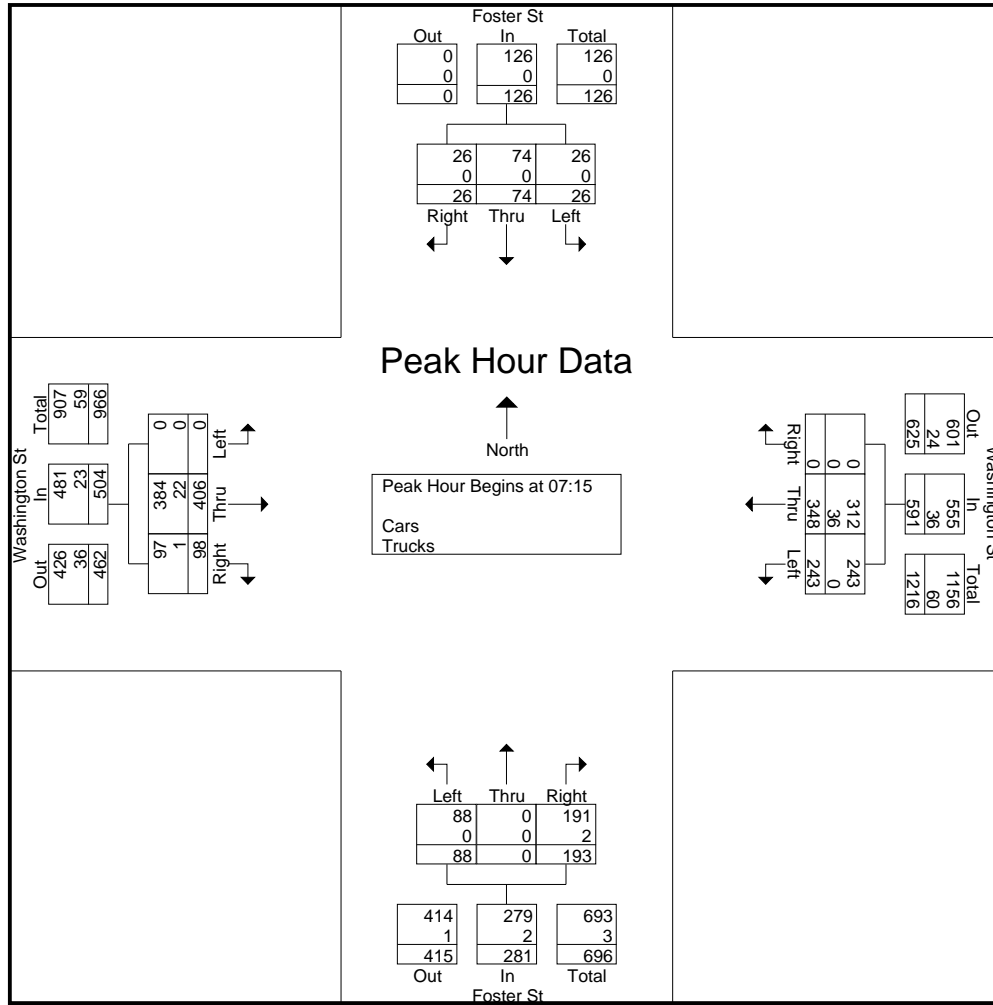 Foster St
Out In Total
0 126 126
0 0 0
0 126 126
26 74 26
0 0 0
26 74 26
Right Thru Left
Peak Hour Data
North
Peak Hour Begins at 07:15
Cars
Trucks
Washington St
Total In Out
907 481 426
59 23 36
966 504 462
0 384 97
0 22 1
0 406 98
Left Thru Right
Washington St
Out In Total
601 555 1156
24 36 60
625 591 1216
0 312 243
0 36 0
0 348 243
Right Thru Left
Left Thru Right
88 0 191
0 0 2
88 0 193
414 279 693
1 2 3
415 281 696
Out In Total
Foster St